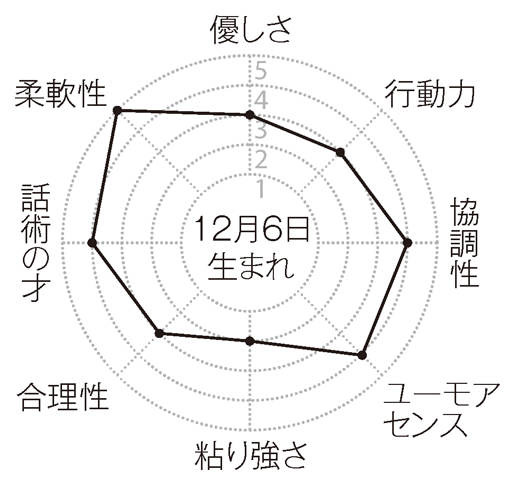 優しさ
柔軟性
行動力
5
4
3
2
1
話術の才
12月6日
生まれ
協調性
合理性
ユーモア
センス
粘り強さ